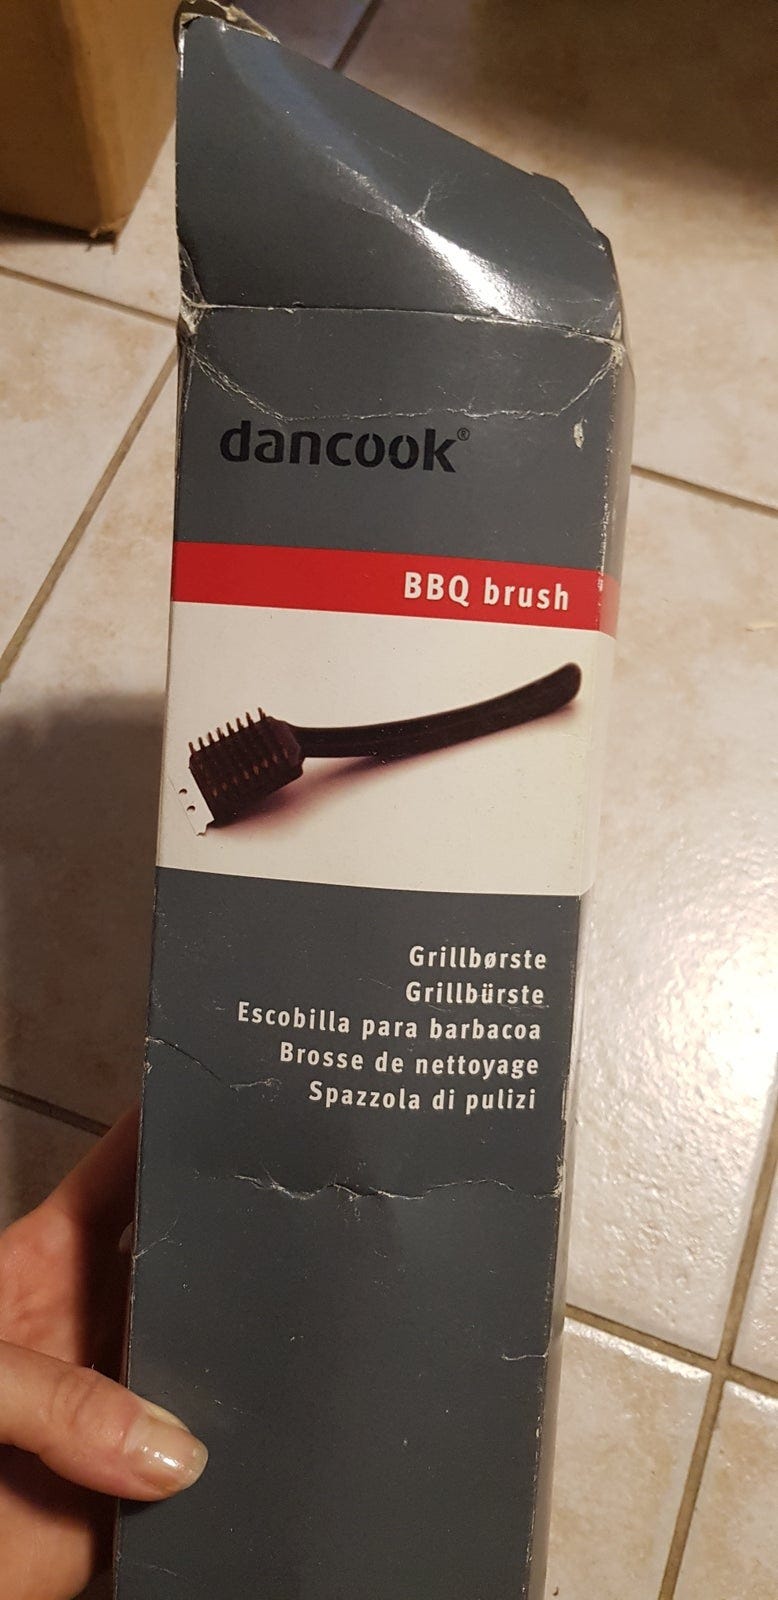 dancook®
BBQ brush
Grillbørste
Grillbürste
Escobilla para barbacoa
Brosse de nettoyage
Spazzola di pulizi